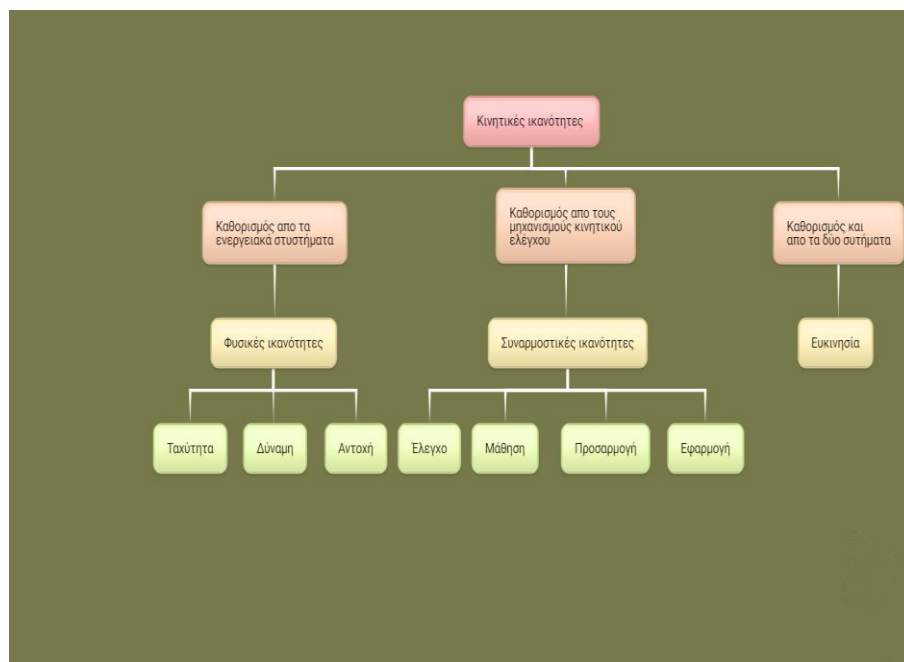 Κινητικές ικανότητες
Καθορισμός απο τα
ενεργειακά στυστήματα
Καθορισμός απο τους
μηχανισμούς κινητικού
ελέγχου
Καθορισμός και
απο τα δύο συτήματα
Φυσικές ικανότητες
Συναρμοστικές ικανότητες
Ευκινησία
Ταχύτητα
Δύναμη
Αντοχή
Έλεγχο
Μάθηση
Προσαρμογή
Εφαρμογή